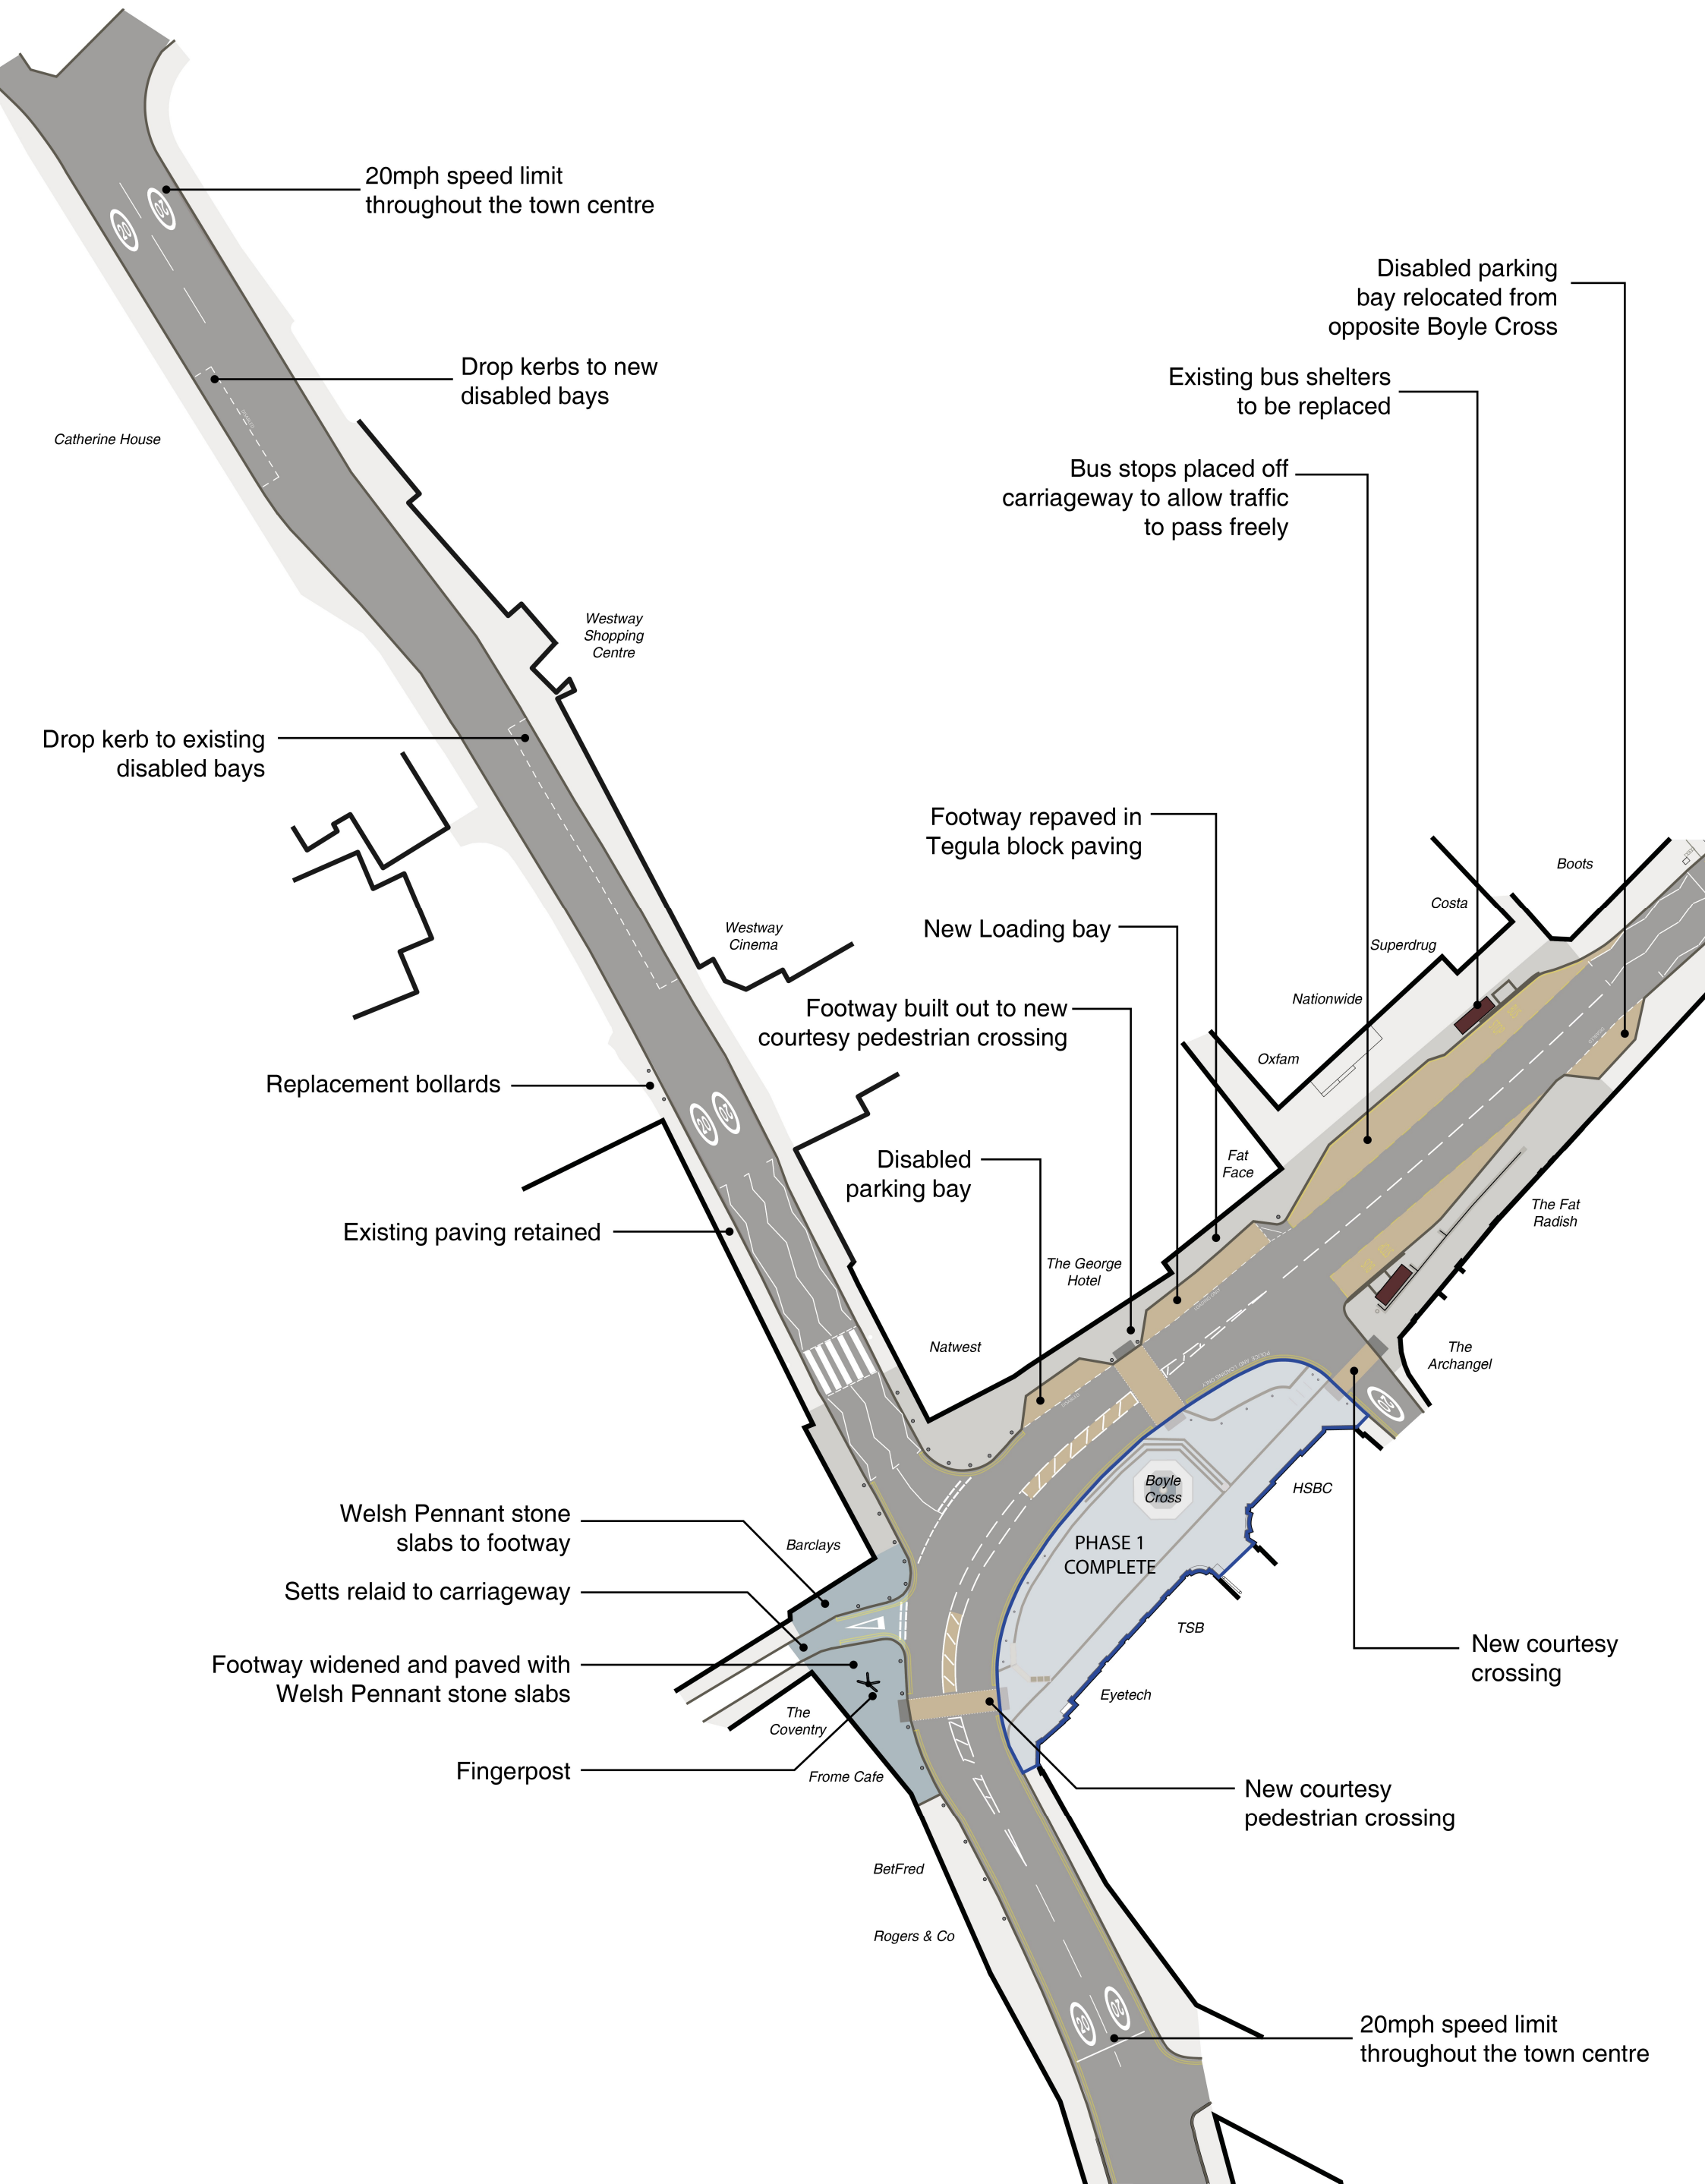 20mph speed limit
throughout the town centre
20
20
Disabled parking
bay relocated from
opposite Boyle Cross
Drop kerbs to new
disabled bays
Existing bus shelters
to be replaced
Catherine House
Bus stops placed off
carriageway to allow traffic
to pass freely
Westway
Shopping
Centre
Drop kerb to existing
disabled bays
Footway repaved in
Tegula block paving
Boots
Costa
New Loading bay
Westway
Cinema
Superdrug
Nationwide
Footway built out to new
courtesy pedestrian crossing
Oxfam
Replacement bollards
20
20
Disabled
parking bay
Fat
Face
The Fat
Radish
Existing paving retained
The George
Hotel
Natwest
The
Archangel
20
Boyle
Cross
HSBC
Welsh Pennant stone
slabs to footway
Barclays
PHASE 1
COMPLETE
Setts relaid to carriageway
TSB
New courtesy
crossing
Footway widened and paved with
Welsh Pennant stone slabs
Eyetech
The
Coventry
Fingerpost
Frome Cafe
New courtesy
pedestrian crossing
BetFred
Rogers & Co
20
20
20mph speed limit
throughout the town centre